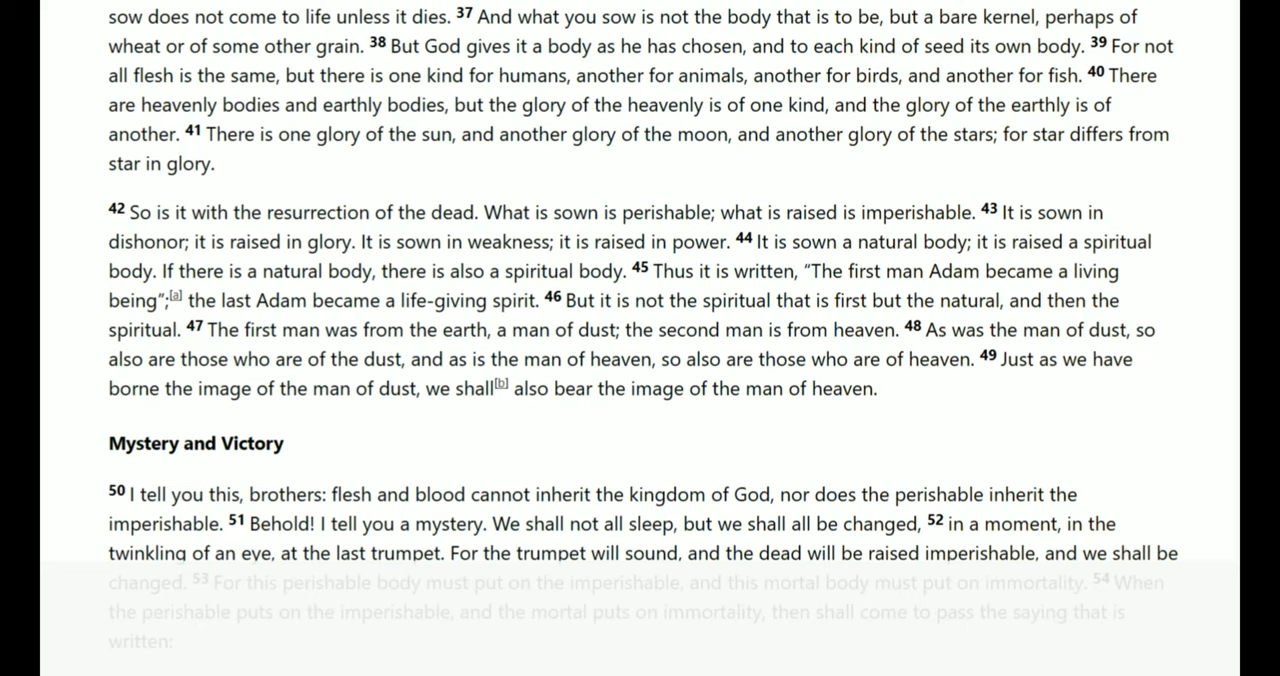 sow does not come to life unless it dies. 37 And what you sow is not the body that is to be, but a bare kernel, perhaps of
wheat or of some other grain. 38 But God gives it a body as he has chosen, and to each kind of seed its own body. 39 For not
all flesh is the same, but there is one kind for humans, another for animals, another for birds, and another for fish. 40 There
are heavenly bodies and earthly bodies, but the glory of the heavenly is of one kind, and the glory of the earthly is of
another. 41 There is one glory of the sun, and another glory of the moon, and another glory of the stars; for star differs from
star in glory.
42 So is it with the resurrection of the dead. What is sown is perishable; what is raised is imperishable. 43 It is sown in
dishonor; it is raised in glory. It is sown in weakness; it is raised in power. 44 It is sown a natural body; it is raised a spiritual
body. If there is a natural body, there is also a spiritual body. 45 Thus it is written, “The first man Adam became a living
being”;[a] the last Adam became a life-giving spirit. 46 But it is not the spiritual that is first but the natural, and then the
spiritual. 47 The first man was from the earth, a man of dust; the second man is from heaven. 48 As was the man of dust, so
also are those who are of the dust, and as is the man of heaven, so also are those who are of heaven. 49 Just as we have
borne the image of the man of dust, we shall[b] also bear the image of the man of heaven.
Mystery and Victory
50 I tell you this, brothers: flesh and blood cannot inherit the kingdom of God, nor does the perishable inherit the
imperishable. 51 Behold! I tell you a mystery. We shall not all sleep, but we shall all be changed, 52 in a moment, in the
twinkling of an eye, at the last trumpet. For the trumpet will sound, and the dead will be raised imperishable, and we shall be
changed. 53 For this perishable body must put on the imperishable, and this mortal body must put on immortality. 54 When
the perishable puts on the imperishable, and the mortal puts on immortality, then shall come to pass the saying that is
written: